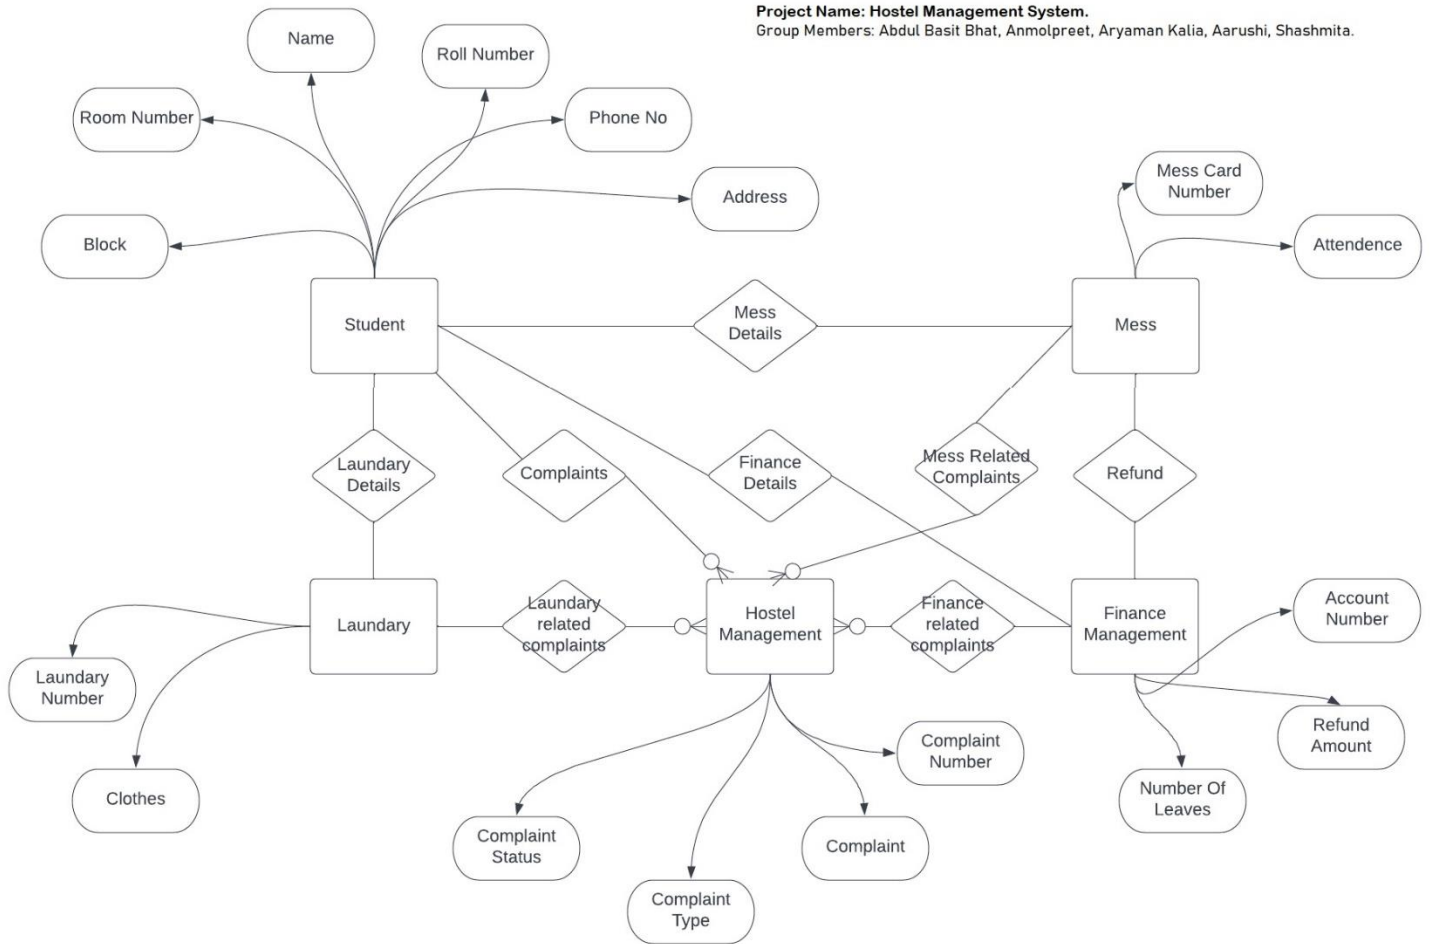 Project Name: Hostel Management System.
Group Members: Abdul Basit Bhat, Anmolpreet, Aryaman Kalia, Aarushi, Shashmita.
Name
Roll Number
Room Number
Phone No
Mess Card
Number
Address
Block
Attendence
Student
Mess
Details
Mess
Laundary
Details
Complaints
Finance
Details
Mess Related
Complaints
Refund
Laundary
Laundary
related
complaints
Hostel
Management
Finance
related
complaints
Finance
Management
Account
Number
Laundary
Number
Refund
Amount
Complaint
Number
Clothes
Number Of
Leaves
Complaint
Status
Complaint
Complaint
Type